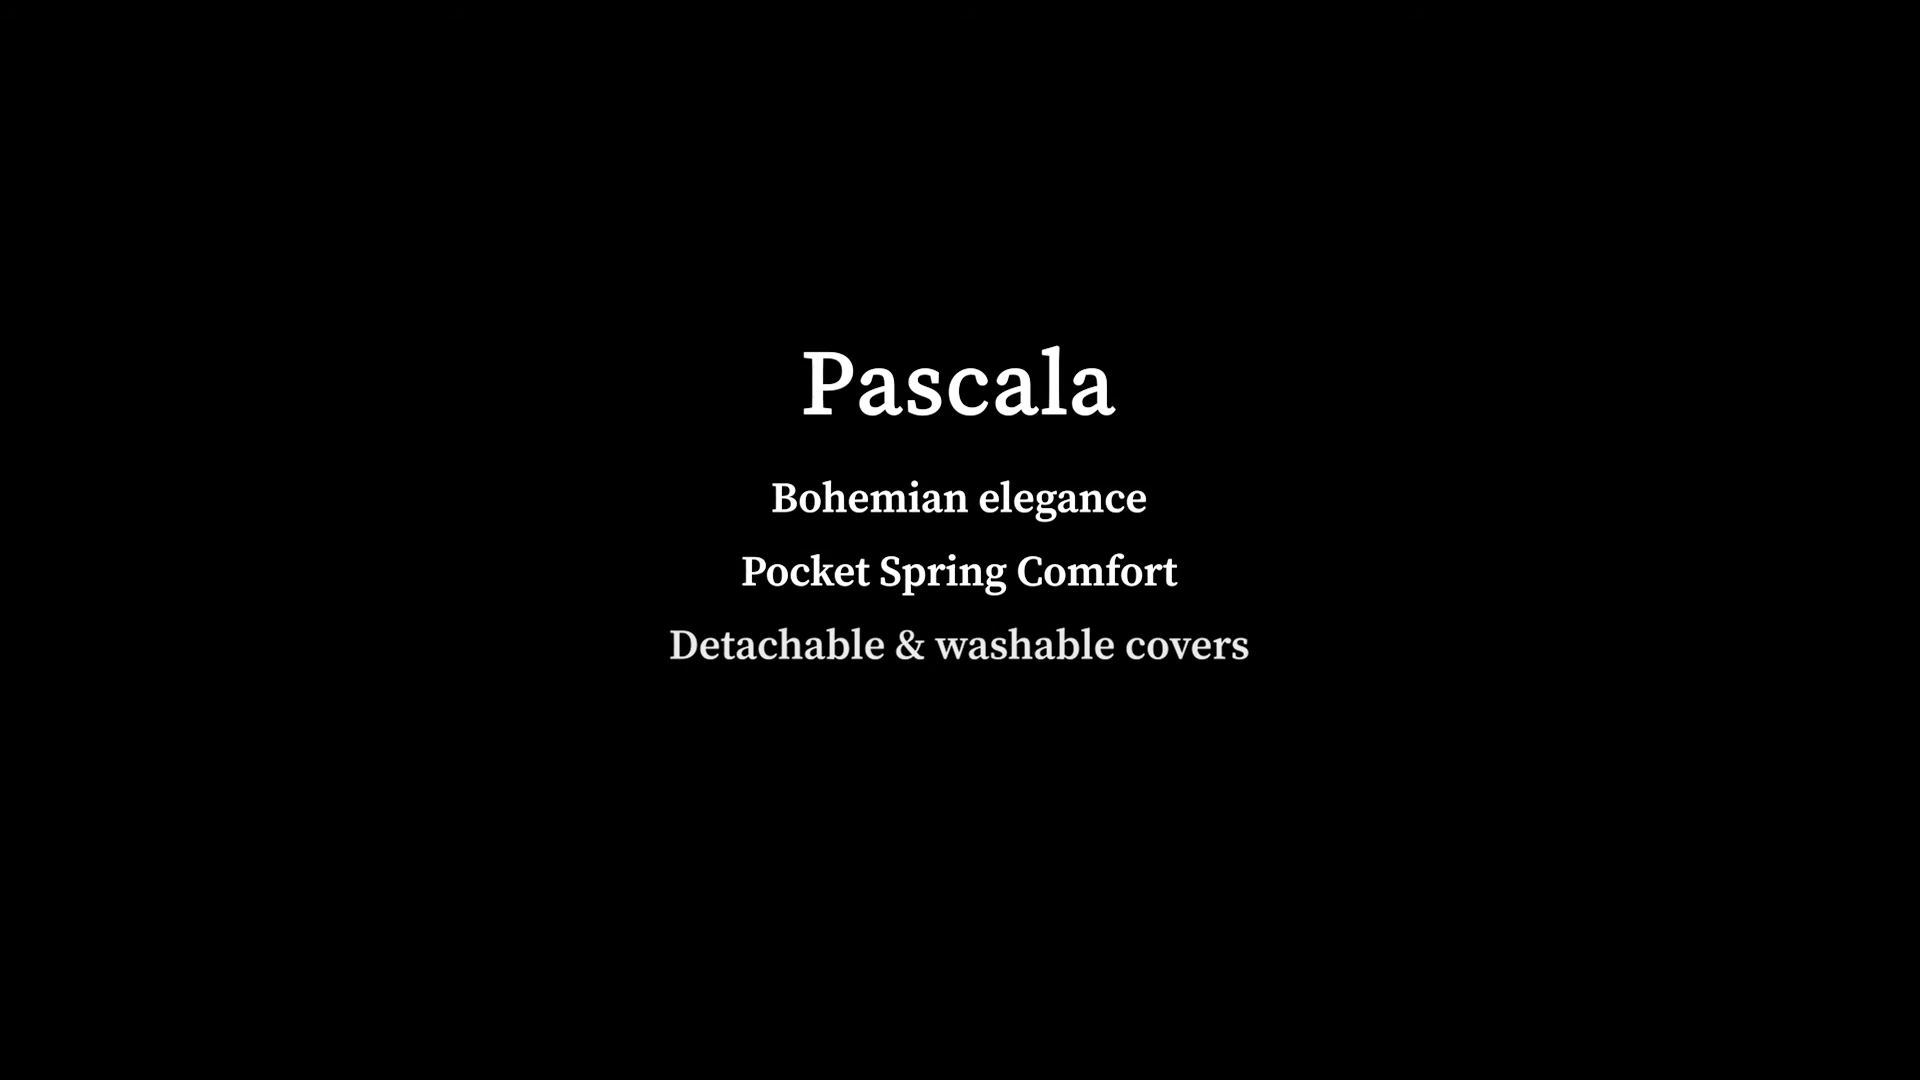 Pascala
Bohemian elegance
Pocket Spring Comfort
Detachable & washable covers